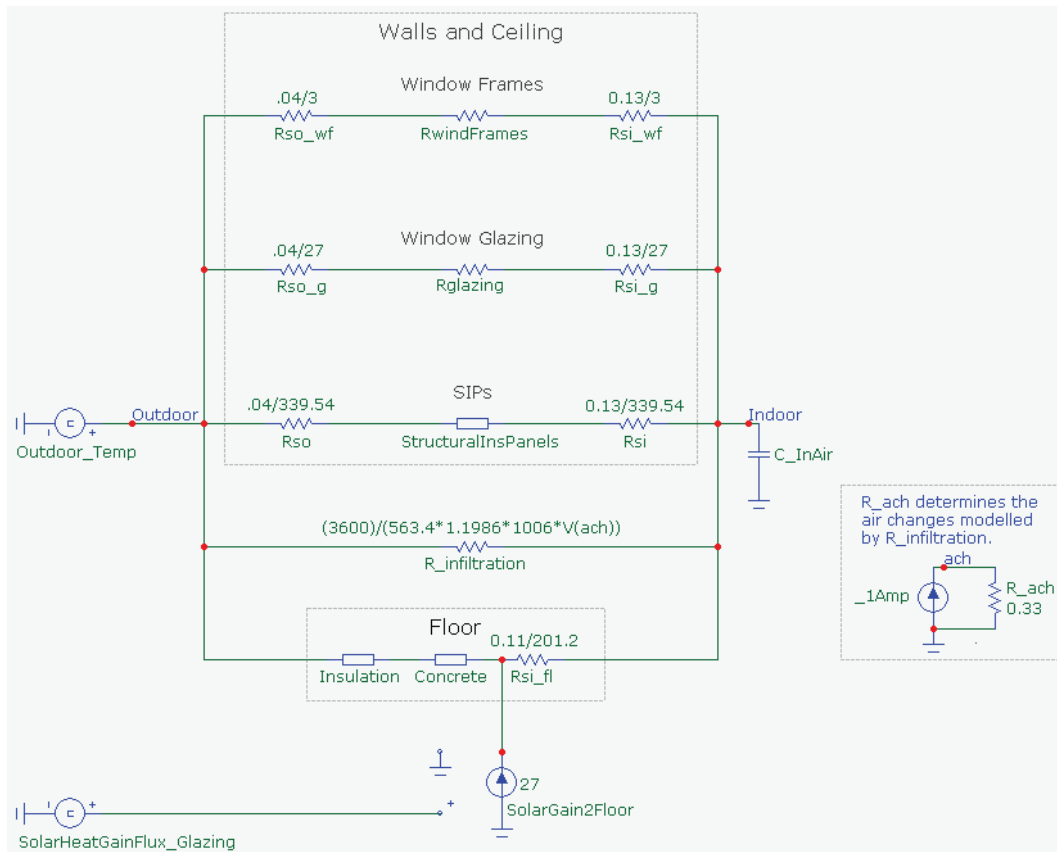 Walls and Ceiling
Window Frames
.04/3
0.13/3
Rso_wf
RwindFrames
Rsi_wf
Window Glazing
.04/27
0.13/27
Rso_g
Rglazing
Rsi_g
SIPs
.04/339.54
0.13/339.54
Outdoor
Indoor
Rso
StructuralInsPanels
Rsi
Outdoor_Temp
C_InAir
(3600)/(563.4*1.1986*1006*V(ach))
R_infiltration
R_ach determines the
air changes modelled
by R_infiltration.
ach
_1Amp
R_ach
0.33
Floor
0.11/201.2
Insulation
Concrete
Rsi_fl
27
SolarGain2Floor
SolarHeatGainFlux_Glazing